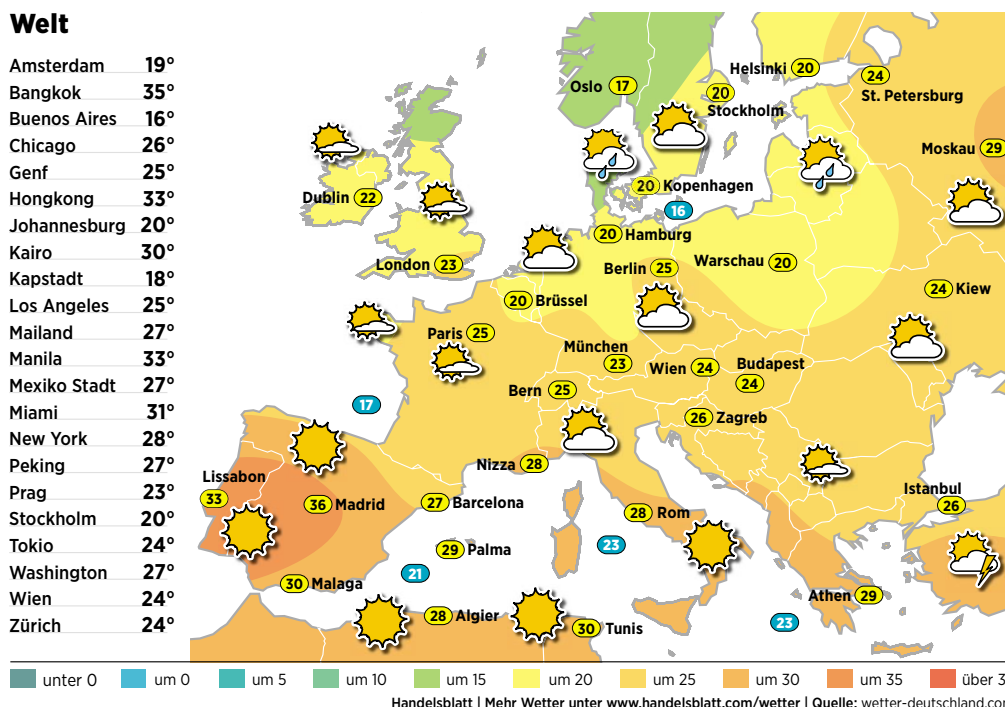 Welt
Amsterdam 19°
Bangkok 35°
Buenos Aires 16°
Chicago 26°
Genf 25°
Hongkong 33°
Johannesburg 20°
Kairo 30°
Kapstadt 18°
Los Angeles 25°
Mailand 27°
Manila 33°
Mexiko Stadt 27°
Miami 31°
New York 28°
Peking 27°
Prag 23°
Stockholm 20°
Tokio 24°
Washington 27°
Wien 24°
Zürich 24°
Helsinki 20
Oslo 17
24
St. Petersburg
20
Stockholm
Moskau 29
20 Kopenhagen
Dublin 22
16
20 Hamburg
London 23
Berlin 25
Warschau 20
24 Kiew
20 Brüssel
Paris 25
München
23
Wien 24
Budapest
24
Bern 25
17
26 Zagreb
Nizza 28
Lissabon
33
36 Madrid
27 Barcelona
28 Rom
Istanbul
26
29 Palma
23
21
30 Malaga
Athen 29
28 Algier
30 Tunis
23
unter 0 um 0 um 5 um 10 um 15 um 20 um 25 um 30 um 35 über 3
Handelsblatt | Mehr Wetter unter www.handelsblatt.com/wetter | Quelle: wetter-deutschland.com